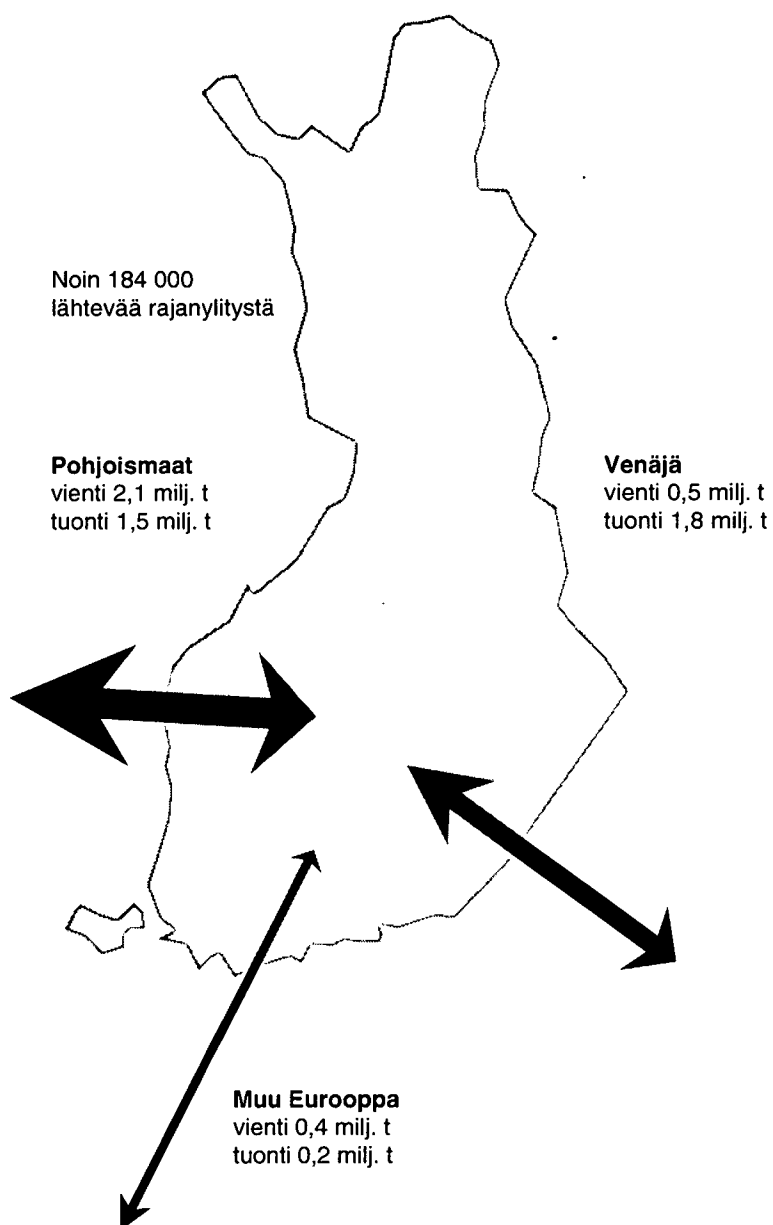 Noin 184 000
lähtevää rajanylitystä
Pohjoismaat
vienti 2,1 milj. t
tuonti 1,5 milj. t
Venäjä
vienti 0,5 milj. t
tuonti 1,8 milj. t
Muu Eurooppa
vienti 0,4 milj. t
tuonti 0,2 milj. t